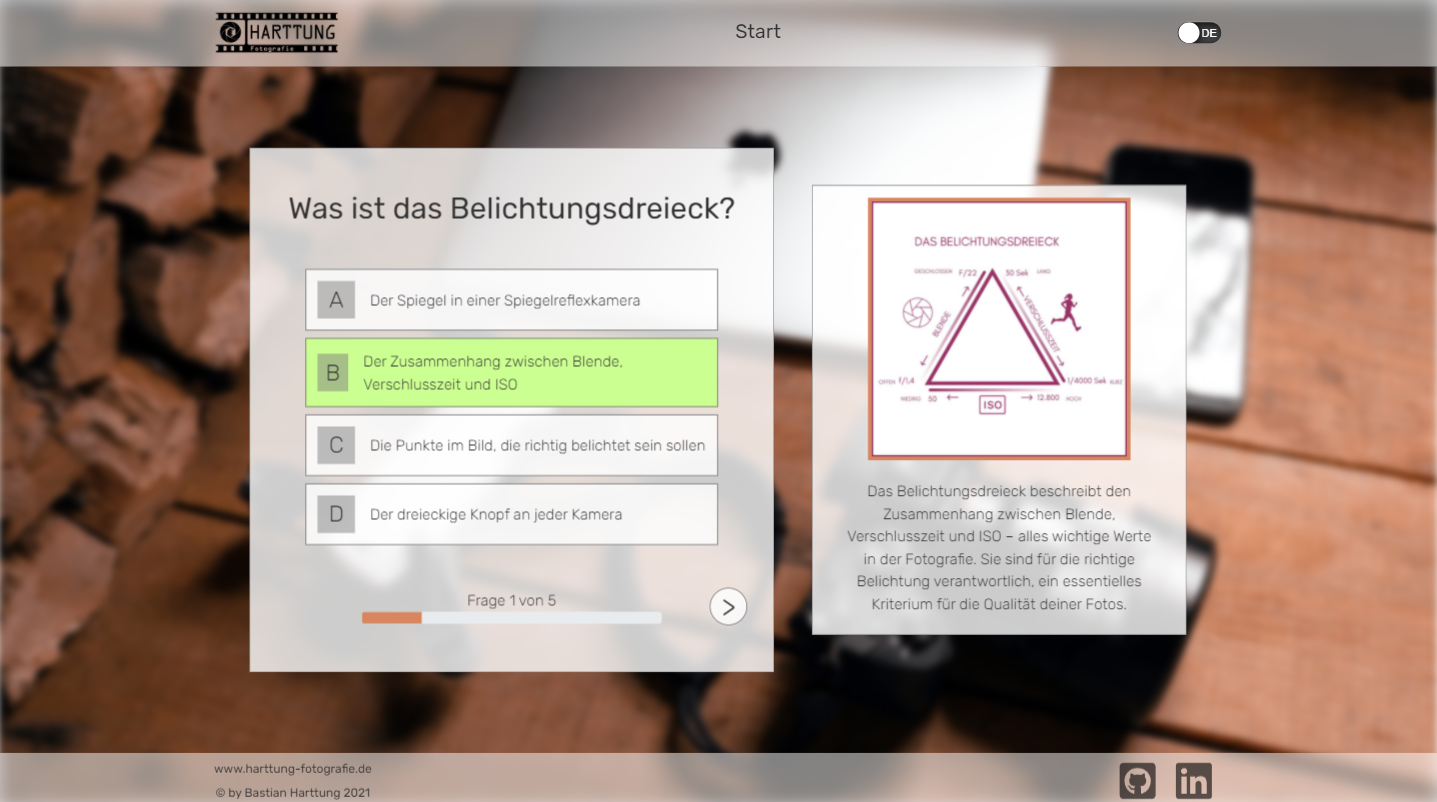 HARTTUNG
Fotografie
Start
DE
Was ist das Belichtungsdreieck?
A
Der Spiegel in einer Spiegelreflexkamera
B
Der Zusammenhang zwischen Blende,
Verschlusszeit und ISO
C
Die Punkte im Bild, die richtig belichtet sein sollen
D
Der dreieckige Knopf an jeder Kamera
Frage 1 von 5
DAS BELICHTUNGSDREIECK
GESCHLOSSEN F/22 30 Sek LANG
BLENDE
VERSCHLUSSZEIT
OFFEN f/1,4
1/4000 Sek KURZ
NIEDRIG 50
ISO
12.800 HOCH
Das Belichtungsdreieck beschreibt den
Zusammenhang zwischen Blende,
Verschlusszeit und ISO – alles wichtige Werte
in der Fotografie. Sie sind für die richtige
Belichtung verantwortlich, ein essentielles
Kriterium für die Qualität deiner Fotos.
www.harttung-fotografie.de
© by Bastian Harttung 2021
in